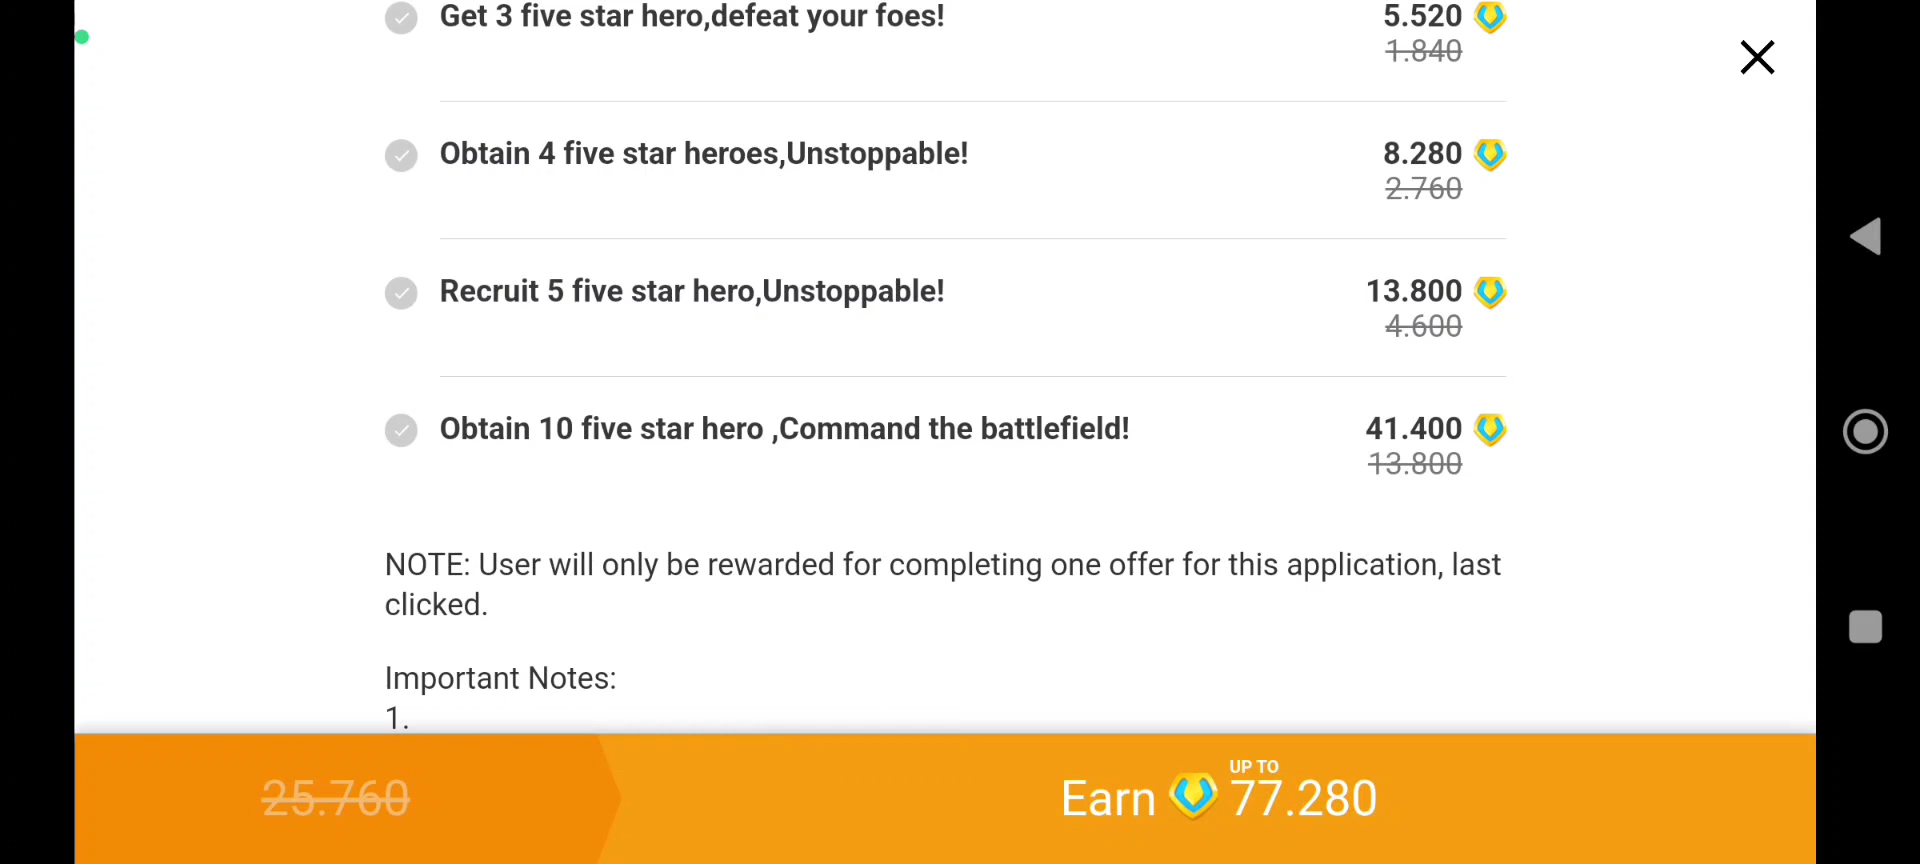 Get 3 five star hero,defeat your foes!
5.520
1.840
Obtain 4 five star heroes,Unstoppable!
8.280
2.760
Recruit 5 five star hero,Unstoppable!
13.800
4.600
Obtain 10 five star hero ,Command the battlefield!
41.400
13.800
NOTE: User will only be rewarded for completing one offer for this application, last
clicked.
Important Notes:
1.
25.760
Earn UP TO 77.280